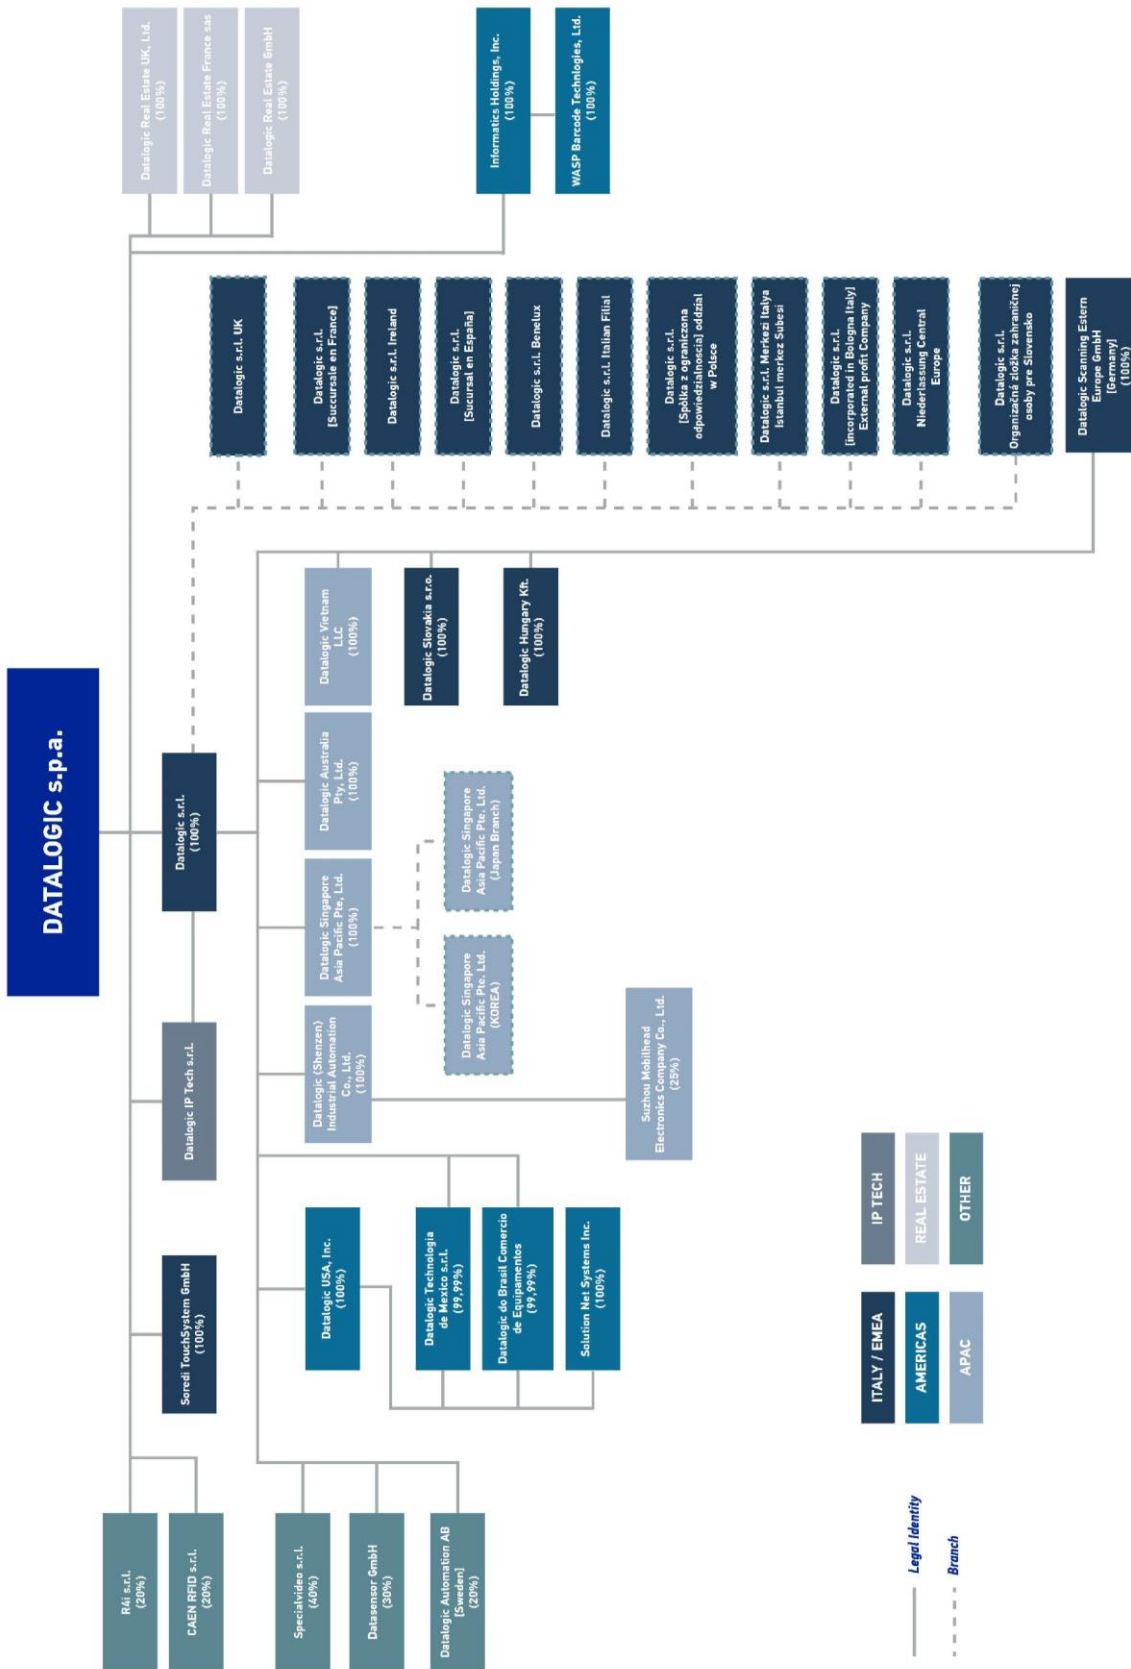 DATALOGIC s.p.a.
R4i s.r.l.
(20%)
CAEN RFID s.r.l.
(20%)
Soredi TouchSystem GmbH
(100%)
Datalogic IP Tech s.r.l.
Datalogic s.r.l.
(100%)
Datalogic Real Estate UK, Ltd.
(100%)
Datalogic Real Estate France sas
(100%)
Datalogic Real Estate GmbH
(100%)
Informatics Holdings, Inc.
(100%)
WASP Barcode Technlogies, Ltd.
(100%)
Specialvideo s.r.l.
(40%)
Datasensor GmbH
(30%)
Datalogic Automation AB
[Sweden]
(20%)
Datalogic USA, Inc.
(100%)
Datalogic Technologia
de Mexico s.r.l.
(99,99%)
Datalogic do Brasil Comercio
de Equipamentos
(99,99%)
Solution Net Systems Inc.
(100%)
Datalogic (Shenzen)
Industrial Automation
Co., Ltd.
(100%)
Datalogic Singapore
Asia Pacific Pte, Ltd.
(100%)
Datalogic Australia
Pty, Ltd.
(100%)
Datalogic Vietnam
LLC
(100%)
Datalogic Slovakia s.r.o.
(100%)
Datalogic Hungary Kft.
(100%)
Datalogic Singapore
Asia Pacific Pte. Ltd.
(KOREA)
Datalogic Singapore
Asia Pacific Pte. Ltd.
(Japan Branch)
Suzhou Mobilhead
Electronics Company Co., Ltd.
(25%)
Datalogic s.r.l. UK
Datalogic s.r.l.
[Succursale en France]
Datalogic s.r.l. Ireland
Datalogic s.r.l.
[Sucursal en España]
Datalogic s.r.l. Benelux
Datalogic s.r.l. Italian Filial
Datalogic s.r.l.
[Spólka z ograniczona
odpowiedzialnoscia] oddzial
w Polsce
Datalogic s.r.l. Merkezi Italya
Istanbul merkez Subesi
Datalogic s.r.l.
[incorporated in Bologna Italy]
External profit Company
Datalogic s.r.l.
Niederlassung Central
Europe
Datalogic s.r.l.
Organizačná zložka zahraničnej
osoby pre Slovensko
Datalogic Scanning Estern
Europe GmbH
[Germany]
(100%)
Legal Identity
Branch
ITALY / EMEA
IP TECH
AMERICAS
REAL ESTATE
APAC
OTHER